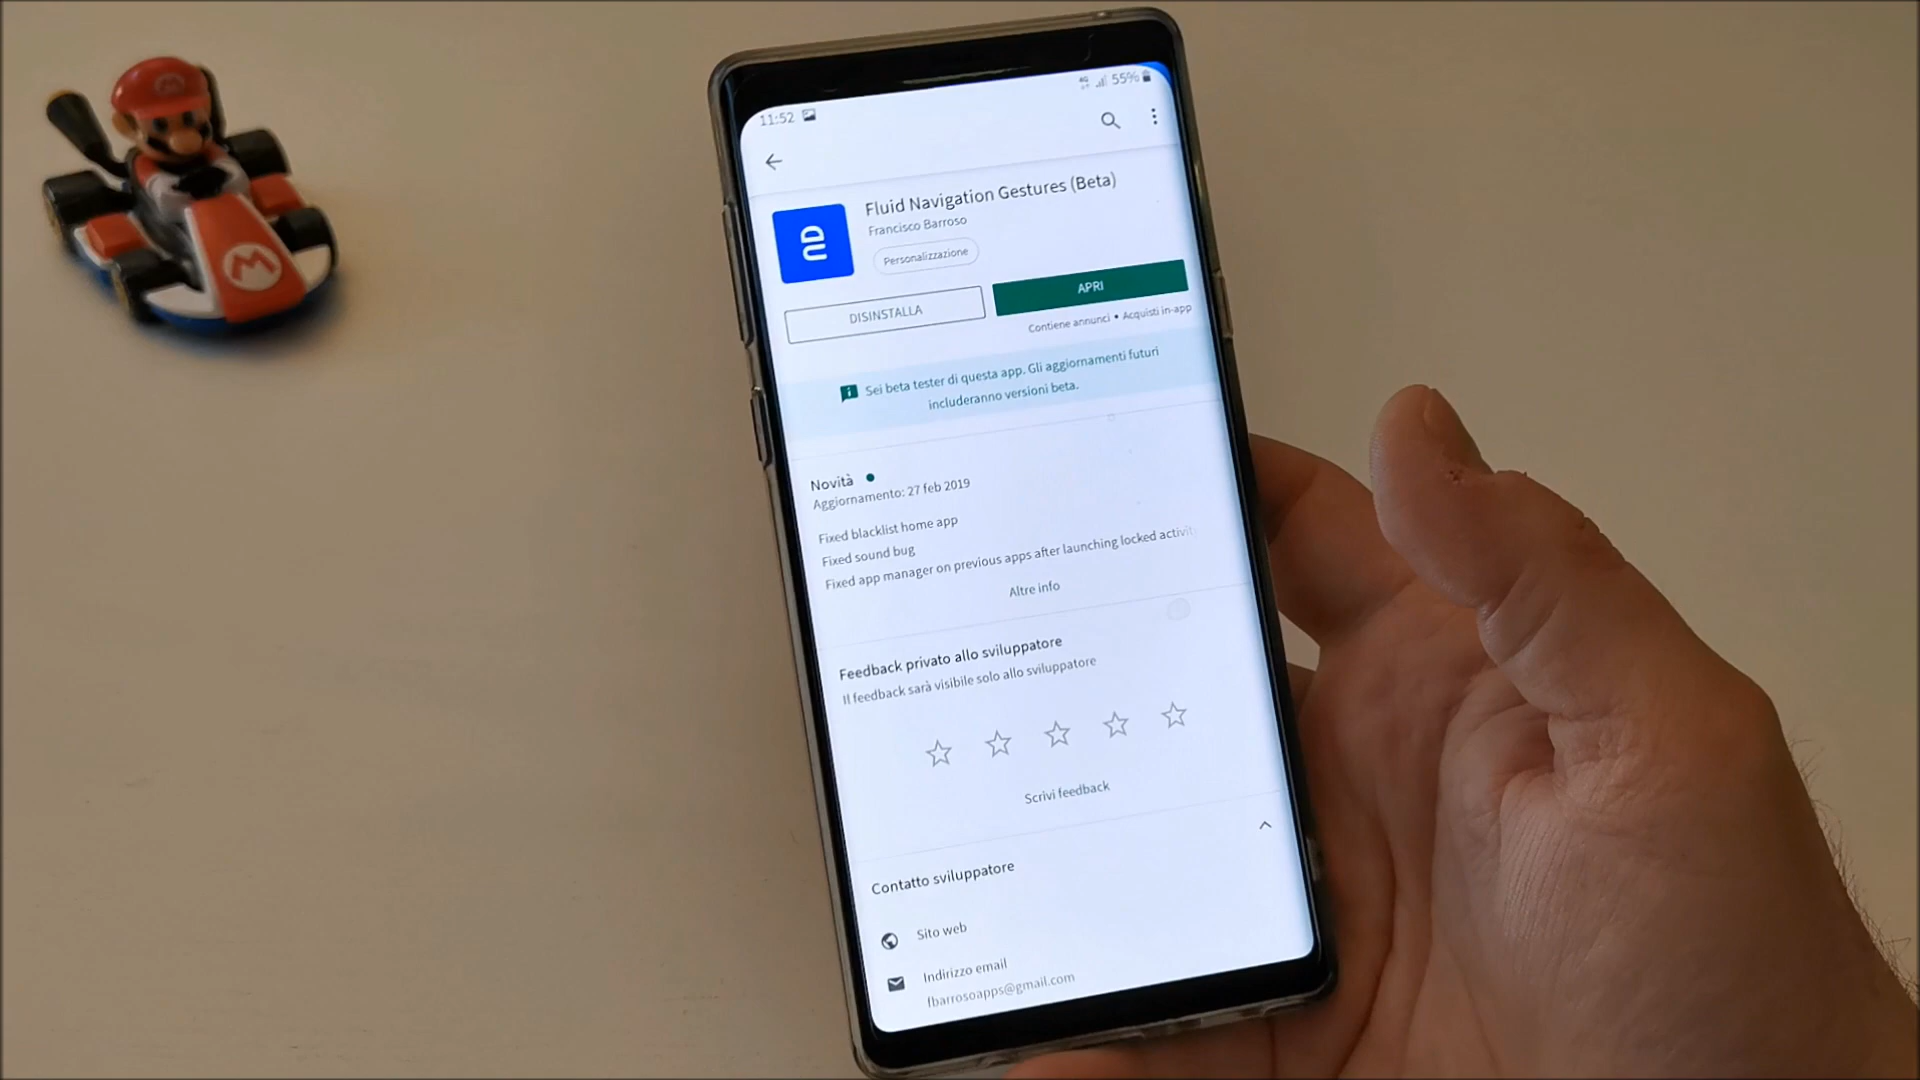 11:52
4G 55%
Fluid Navigation Gestures (Beta)
Francisco Barroso
Personalizzazione
DISINSTALLA
APRI
Contiene annunci • Acquisti in-app
Sei beta tester di questa app. Gli aggiornamenti futuri
includeranno versioni beta.
Novità
Aggiornamento: 27 feb 2019
Fixed blacklist home app
Fixed sound bug
Fixed app manager on previous apps after launching locked activit
Altre info
Feedback privato allo sviluppatore
Il feedback sarà visibile solo allo sviluppatore
Scrivi feedback
Contatto sviluppatore
Sito web
Indirizzo email
fbarrosoapps@gmail.com
M
M